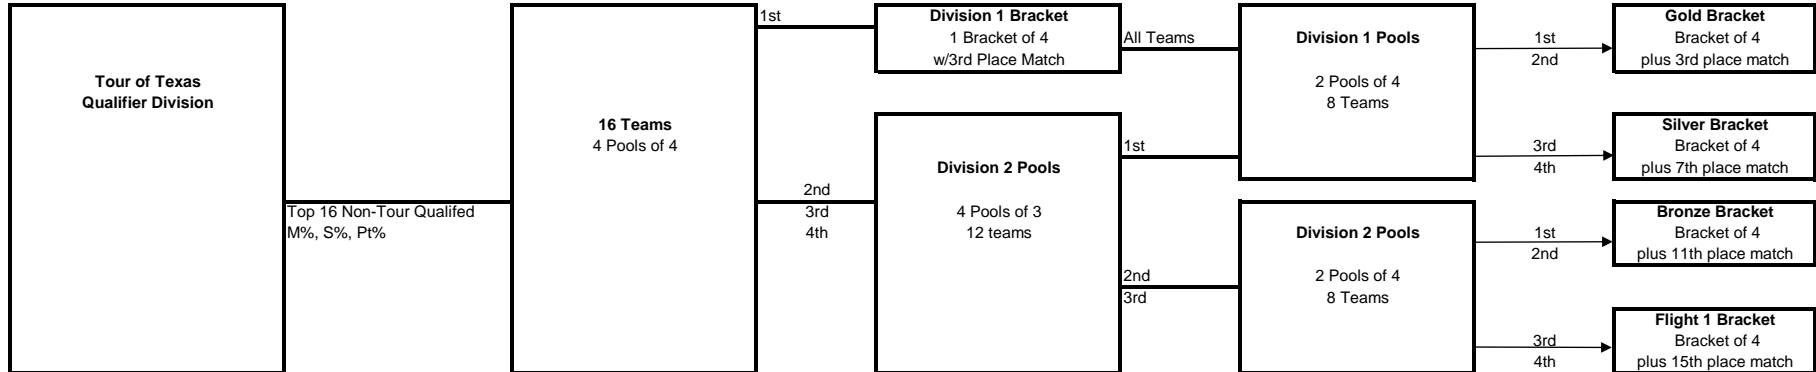 Tour of Texas
Qualifier Division
Top 16 Non-Tour Qualifed
M%, S%, Pt%
16 Teams
4 Pools of 4
1st
2nd
3rd
4th
Division 1 Bracket
1 Bracket of 4
w/3rd Place Match
Division 2 Pools
4 Pools of 3
12 teams
All Teams
1st
2nd
3rd
Division 1 Pools
2 Pools of 4
8 Teams
Division 2 Pools
2 Pools of 4
8 Teams
1st
2nd
3rd
4th
1st
2nd
3rd
4th
Gold Bracket
Bracket of 4
plus 3rd place match
Silver Bracket
Bracket of 4
plus 7th place match
Bronze Bracket
Bracket of 4
plus 11th place match
Flight 1 Bracket
Bracket of 4
plus 15th place match